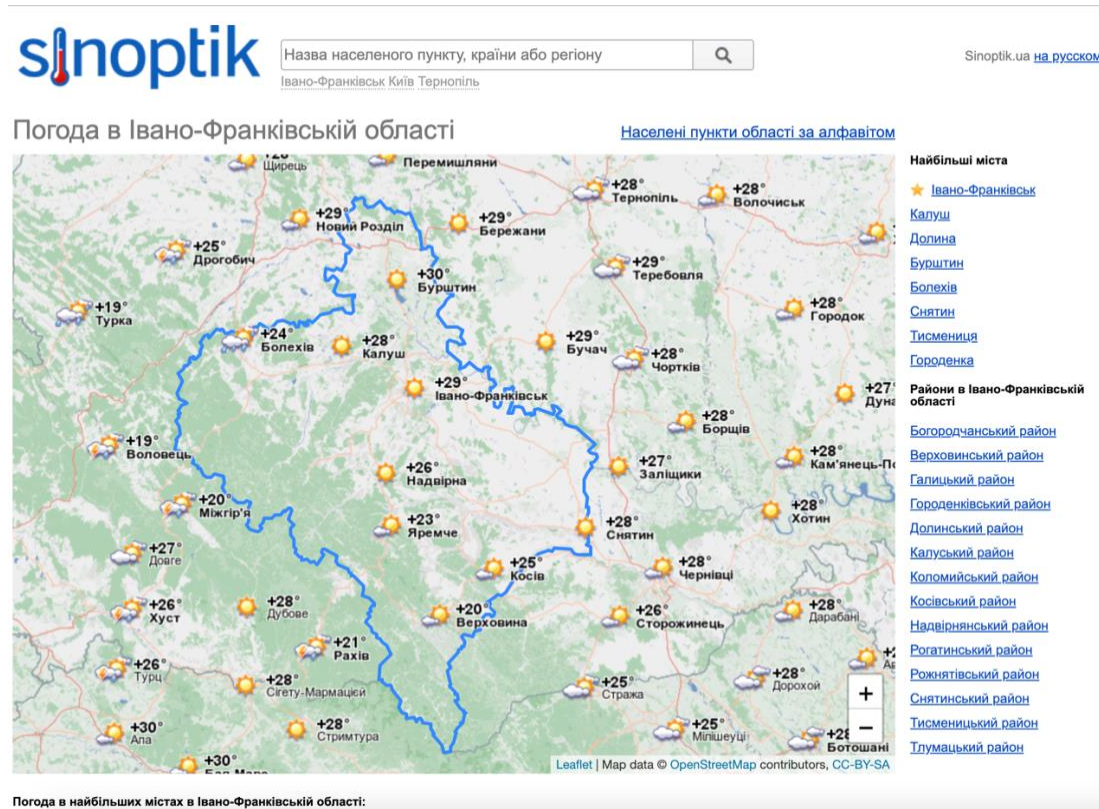 sinoptik
Назва населеного пункту, країни або регіону
Івано-Франківськ Київ Тернопіль
Sinoptik.ua на русском
Погода в Івано-Франківській області
Населені пункти області за алфавітом
Щирець
Перемишляни
+28°
Тернопіль
+28°
Волочиськ
+29°
Новий Розділ
+29°
Бережани
+25°
Дрогобич
+30°
Бурштин
+29°
Теребовля
+19°
Турка
+28°
Городок
+24°
Болехів
+28°
Калуш
+29°
Бучач
+28°
Чортків
+29°
Івано-Франківськ
+27°
+28°
Борщів
+19°
Воловець
+26°
Надвірна
+27°
Заліщики
+28°
+20°
Міжгір'я
+28°
Хотин
+23°
Яремче
+28°
Снятин
+27°
Довге
+25°
Косів
+28°
Чернівці
+26°
Хуст
+28°
Дубове
+20°
Верховина
+26°
Сторожинець
+28°
Дарабані
+21°
Рахів
+26°
Турц
+28°
Сігету-Мармацієй
+25°
Стража
+28°
Дорохой
+30°
Ала
+28°
Стримтура
+25°
Мілішеуці
Ботошані
+30°
+
−
Leaflet | Map data © OpenStreetMap contributors, CC-BY-SA
Найбільші міста
Івано-Франківськ
Калуш
Долина
Бурштин
Болехів
Снятин
Тисмениця
Городенка
Райони в Івано-Франківській
області
Богородчанський район
Верховинський район
Галицький район
Городенківський район
Долинський район
Калуський район
Коломийський район
Косівський район
Надвірнянський район
Рогатинський район
Рожнятівський район
Снятинський район
Тисменицький район
Тлумацький район
Погода в найбільших містах в Івано-Франківській області: